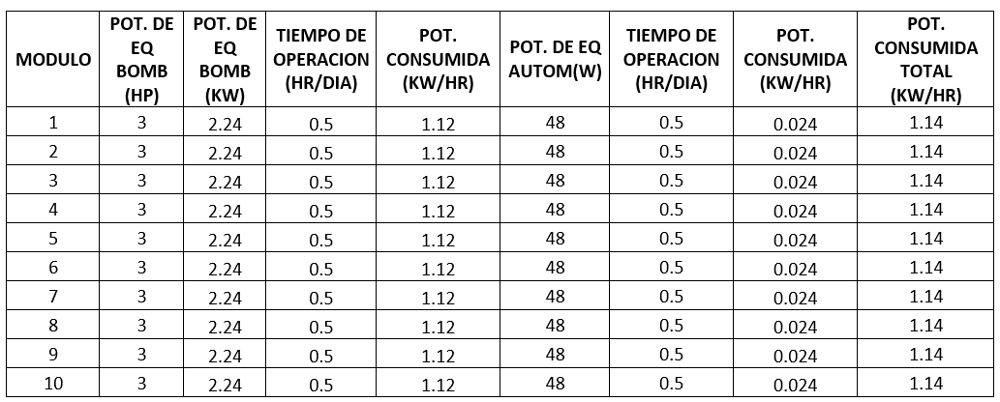 MODULO | POT. DE EQ BOMB (HP) | POT. DE EQ BOMB (KW) | TIEMPO DE OPERACION (HR/DIA) | POT. CONSUMIDA (KW/HR) | POT. DE EQ AUTOM(W) | TIEMPO DE OPERACION (HR/DIA) | POT. CONSUMIDA (KW/HR) | POT. CONSUMIDA TOTAL (KW/HR)
1 | 3 | 2.24 | 0.5 | 1.12 | 48 | 0.5 | 0.024 | 1.14
2 | 3 | 2.24 | 0.5 | 1.12 | 48 | 0.5 | 0.024 | 1.14
3 | 3 | 2.24 | 0.5 | 1.12 | 48 | 0.5 | 0.024 | 1.14
4 | 3 | 2.24 | 0.5 | 1.12 | 48 | 0.5 | 0.024 | 1.14
5 | 3 | 2.24 | 0.5 | 1.12 | 48 | 0.5 | 0.024 | 1.14
6 | 3 | 2.24 | 0.5 | 1.12 | 48 | 0.5 | 0.024 | 1.14
7 | 3 | 2.24 | 0.5 | 1.12 | 48 | 0.5 | 0.024 | 1.14
8 | 3 | 2.24 | 0.5 | 1.12 | 48 | 0.5 | 0.024 | 1.14
9 | 3 | 2.24 | 0.5 | 1.12 | 48 | 0.5 | 0.024 | 1.14
10 | 3 | 2.24 | 0.5 | 1.12 | 48 | 0.5 | 0.024 | 1.14